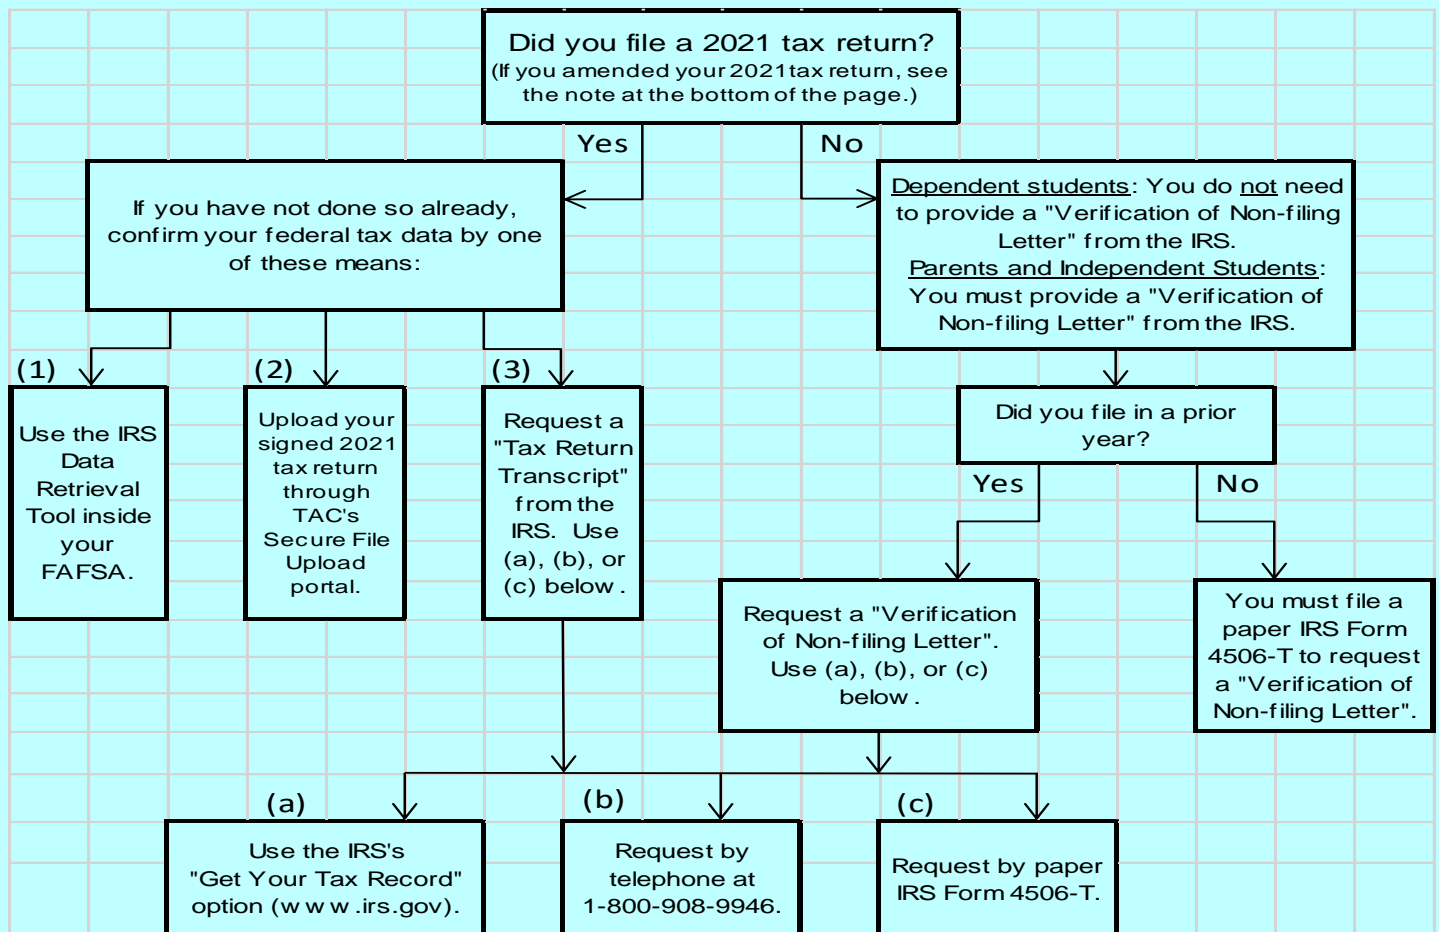 Did you file a 2021 tax return?
(If you amended your 2021 tax return, see
the note at the bottom of the page.)
Yes
No
If you have not done so already,
confirm your federal tax data by one
of these means:
Dependent students: You do not need
to provide a "Verification of Non-filing
Letter" from the IRS.
Parents and Independent Students:
You must provide a "Verification of
Non-filing Letter" from the IRS.
(1)
Use the IRS
Data
Retrieval
Tool inside
your
FAFSA.
(2)
Upload your
signed 2021
tax return
through
TAC's
Secure File
Upload
portal.
(3)
Request a
"Tax Return
Transcript"
from the
IRS. Use
(a), (b), or
(c) below.
Did you file in a prior
year?
Yes
No
Request a "Verification
of Non-filing Letter".
Use (a), (b), or (c)
below.
You must file a
paper IRS Form
4506-T to request
a "Verification of
Non-filing Letter".
(a)
Use the IRS's
"Get Your Tax Record"
option (www.irs.gov).
(b)
Request by
telephone at
1-800-908-9946.
(c)
Request by paper
IRS Form 4506-T.